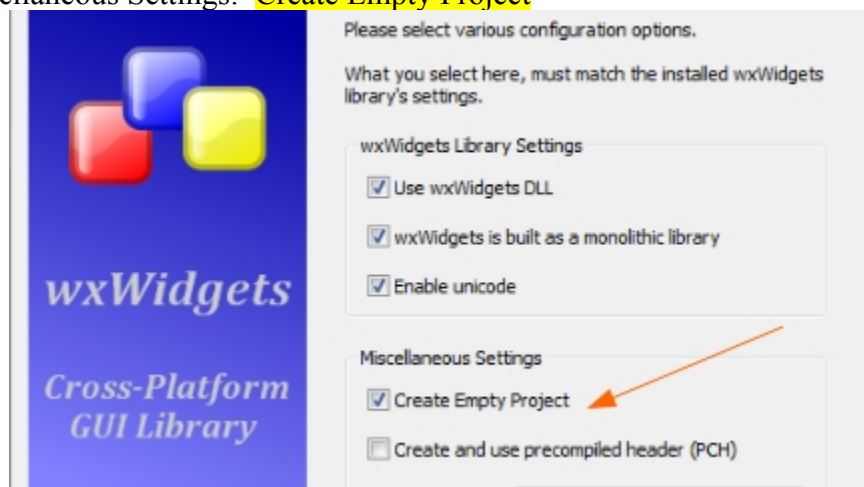 ellaneous Settings: Create Empty Project
Please select various configuration options.
What you select here, must match the installed wxWidgets
library's settings.
wxWidgets Library Settings
Use wxWidgets DLL
wxWidgets is built as a monolithic library
Enable unicode
wxWidgets
Cross-Platform
GUI Library
Miscellaneous Settings
Create Empty Project
Create and use precompiled header (PCH)